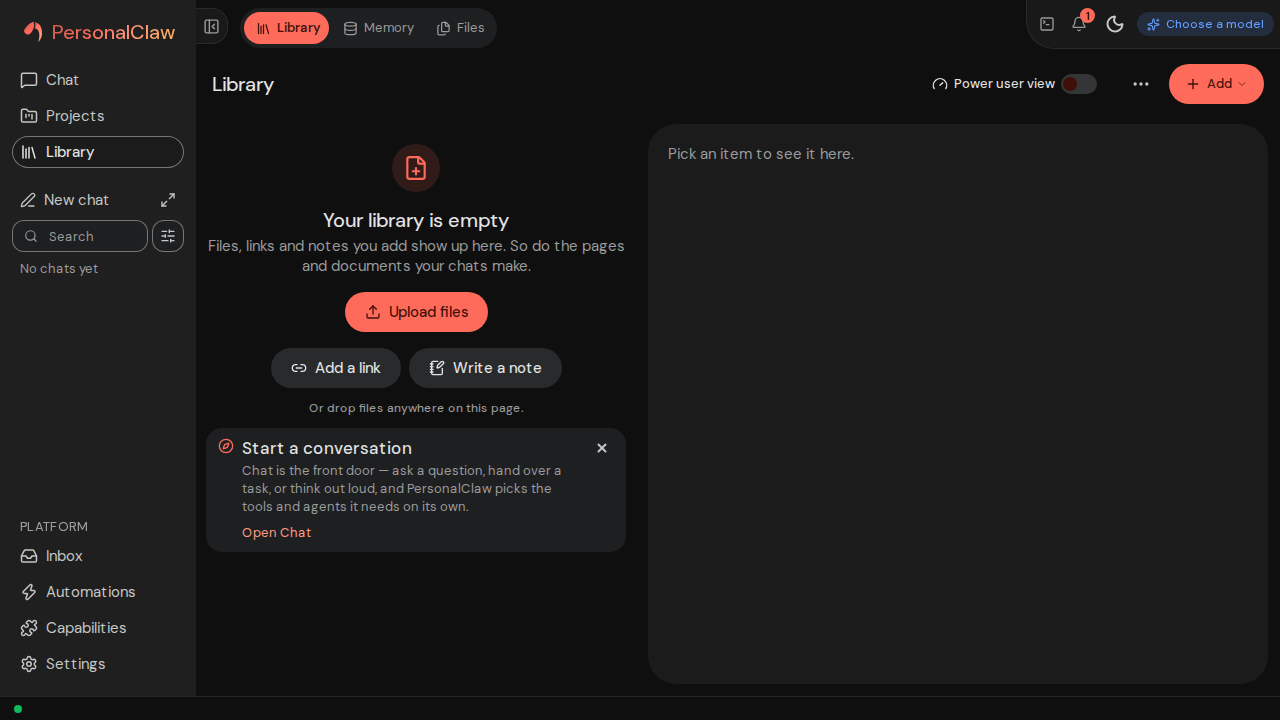 PersonalClaw
Chat
Projects
Library
New chat
Search
No chats yet
PLATFORM
Inbox
Automations
Capabilities
Settings
Library
Memory
Files
1
Choose a model
Library
Power user view
Add
Your library is empty
Files, links and notes you add show up here. So do the pages
and documents your chats make.
Upload files
Add a link
Write a note
Or drop files anywhere on this page.
Start a conversation
Chat is the front door — ask a question, hand over a
task, or think out loud, and PersonalClaw picks the
tools and agents it needs on its own.
Open Chat
Pick an item to see it here.